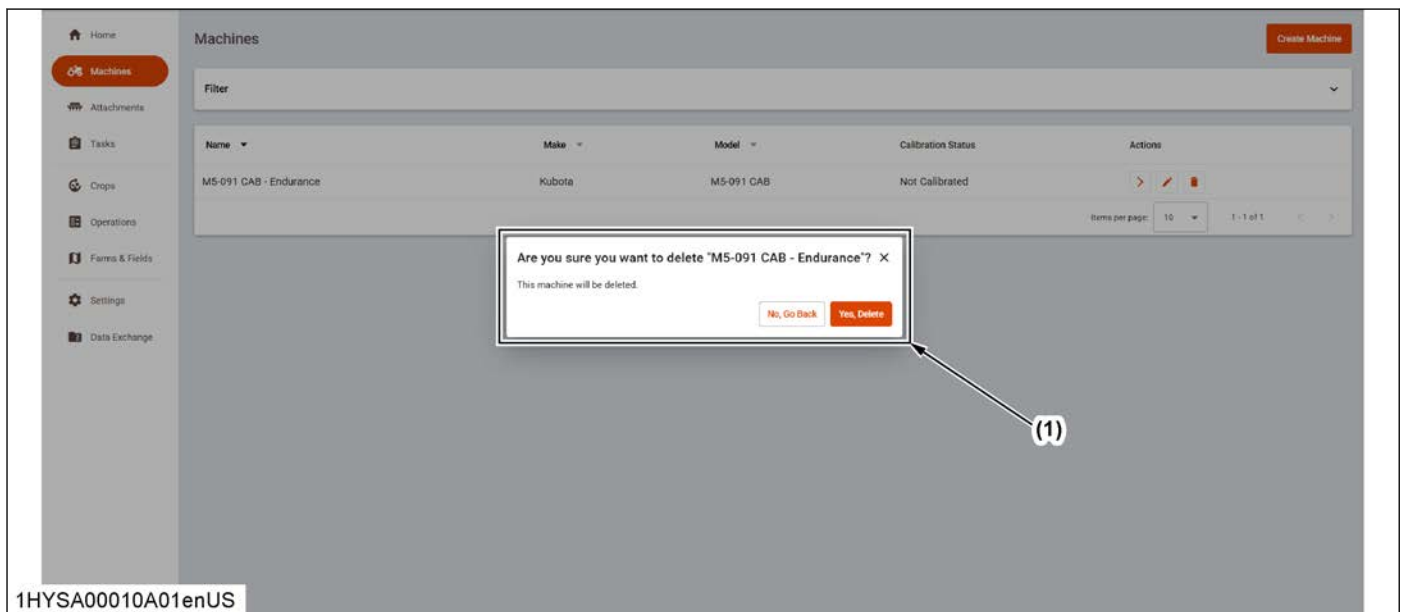 Home
Machines
Create Machine
Machines
Filter
Attachments
Tasks
Name Make Model Calibration Status Actions
Crops
M5-091 CAB - Endurance Kubota M5-091 CAB Not Calibrated
Operations
Items per page: 10 1 - 1 of 1
Farms & Fields
Are you sure you want to delete "M5-091 CAB - Endurance"? ×
This machine will be deleted.
Settings
No, Go Back Yes, Delete
Data Exchange
(1)
1HYSA00010A01enUS